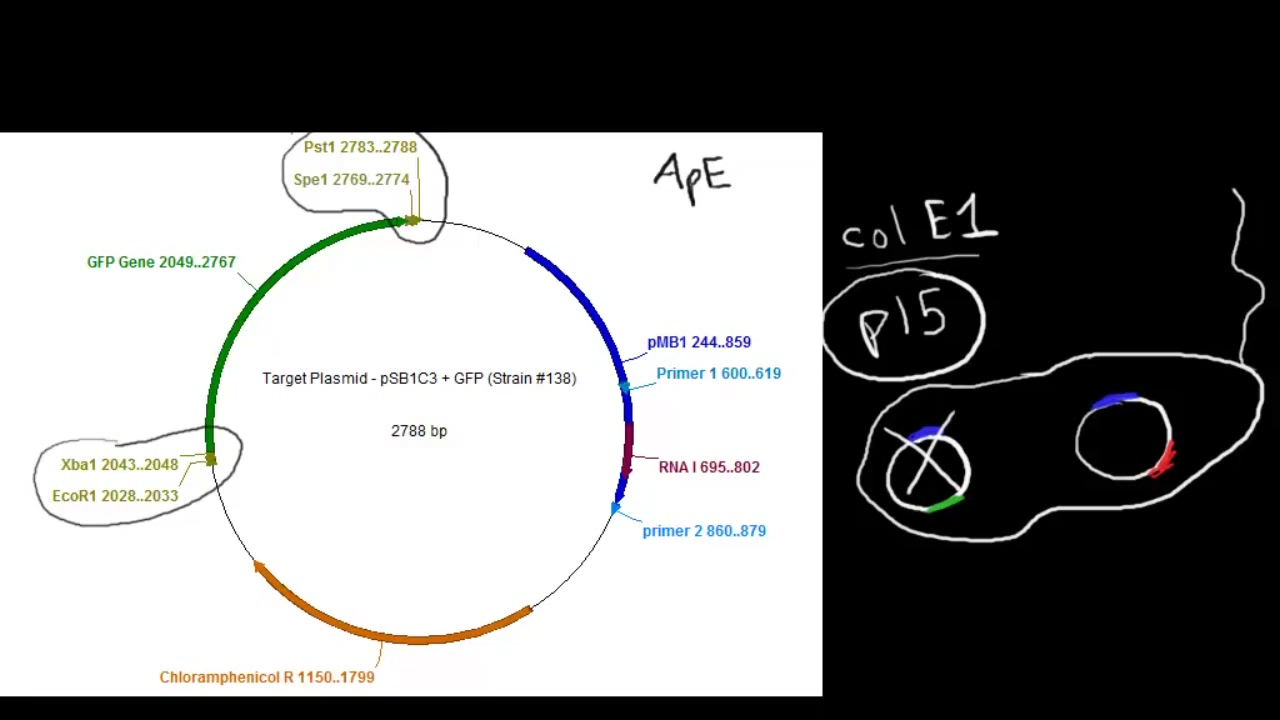 Pst1 2783..2788
Spe1 2769..2774
ApE
GFP Gene 2049..2767
pMB1 244..859
Primer 1 600..619
Target Plasmid - pSB1C3 + GFP (Strain #138)
2788 bp
Xba1 2043..2048
EcoR1 2028..2033
RNA I 695..802
primer 2 860..879
Chloramphenicol R 1150..1799
col E1
p15